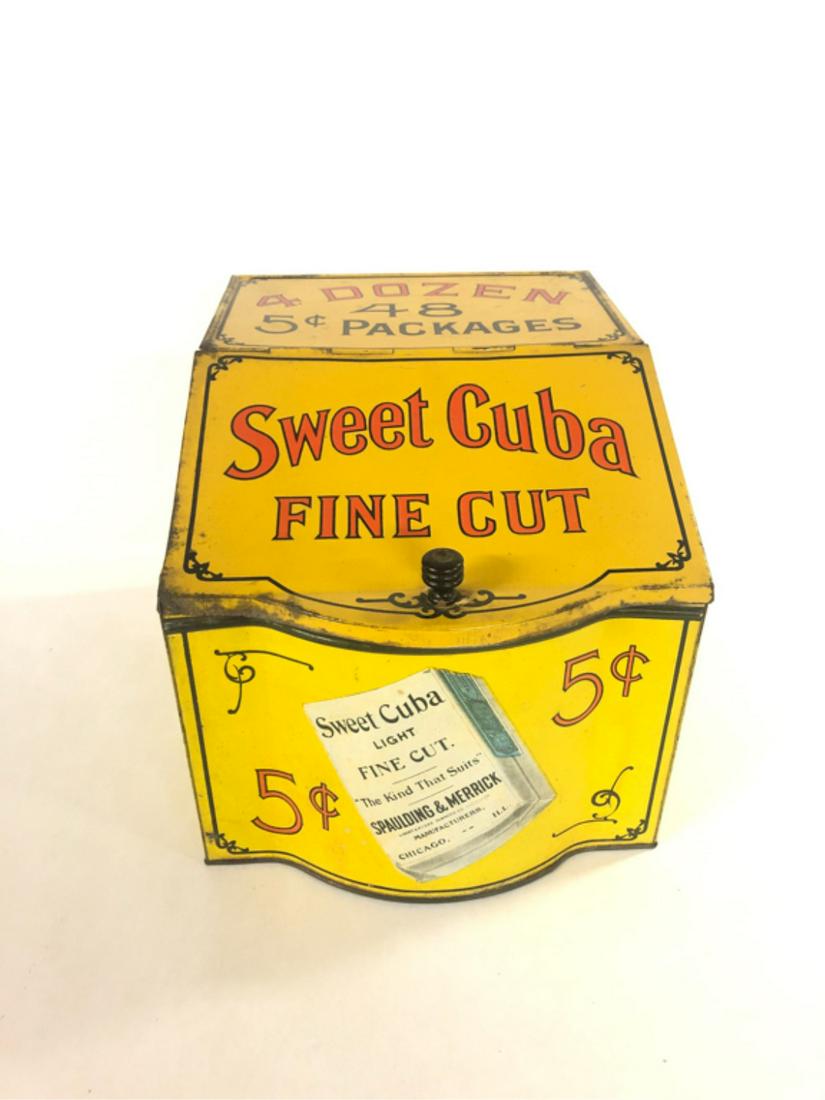 4 DOZEN
48
5¢ PACKAGES
Sweet Cuba
FINE CUT
5¢
Sweet Cuba
LIGHT
FINE CUT.
"The Kind That Suits"
SPAULDING & MERRICK
MANUFACTURERS,
CHICAGO. -- ILL.
5¢